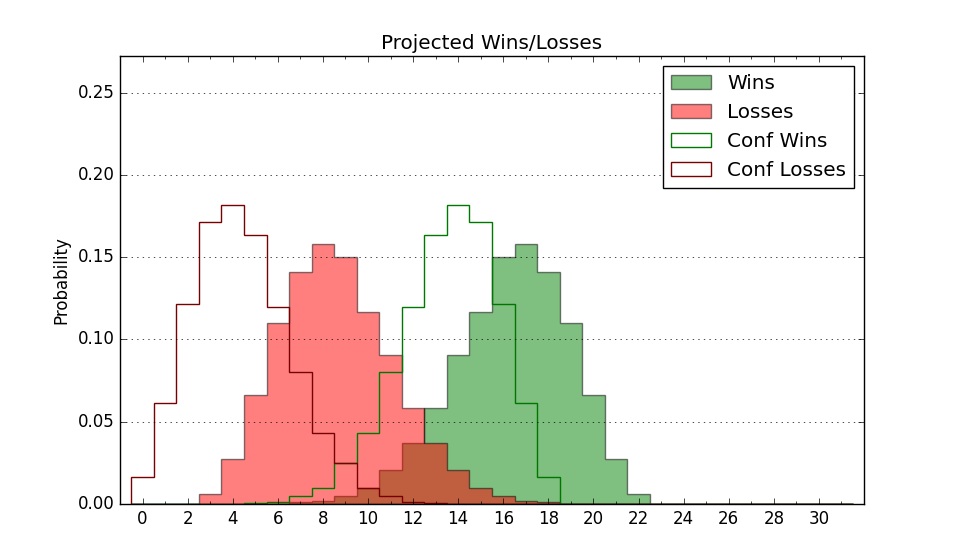 Projected Wins/Losses
Wins
Losses
Conf Wins
Conf Losses
Probability
0.25
0.20
0.15
0.10
0.05
0.00
0 2 4 6 8 10 12 14 16 18 20 22 24 26 28 30